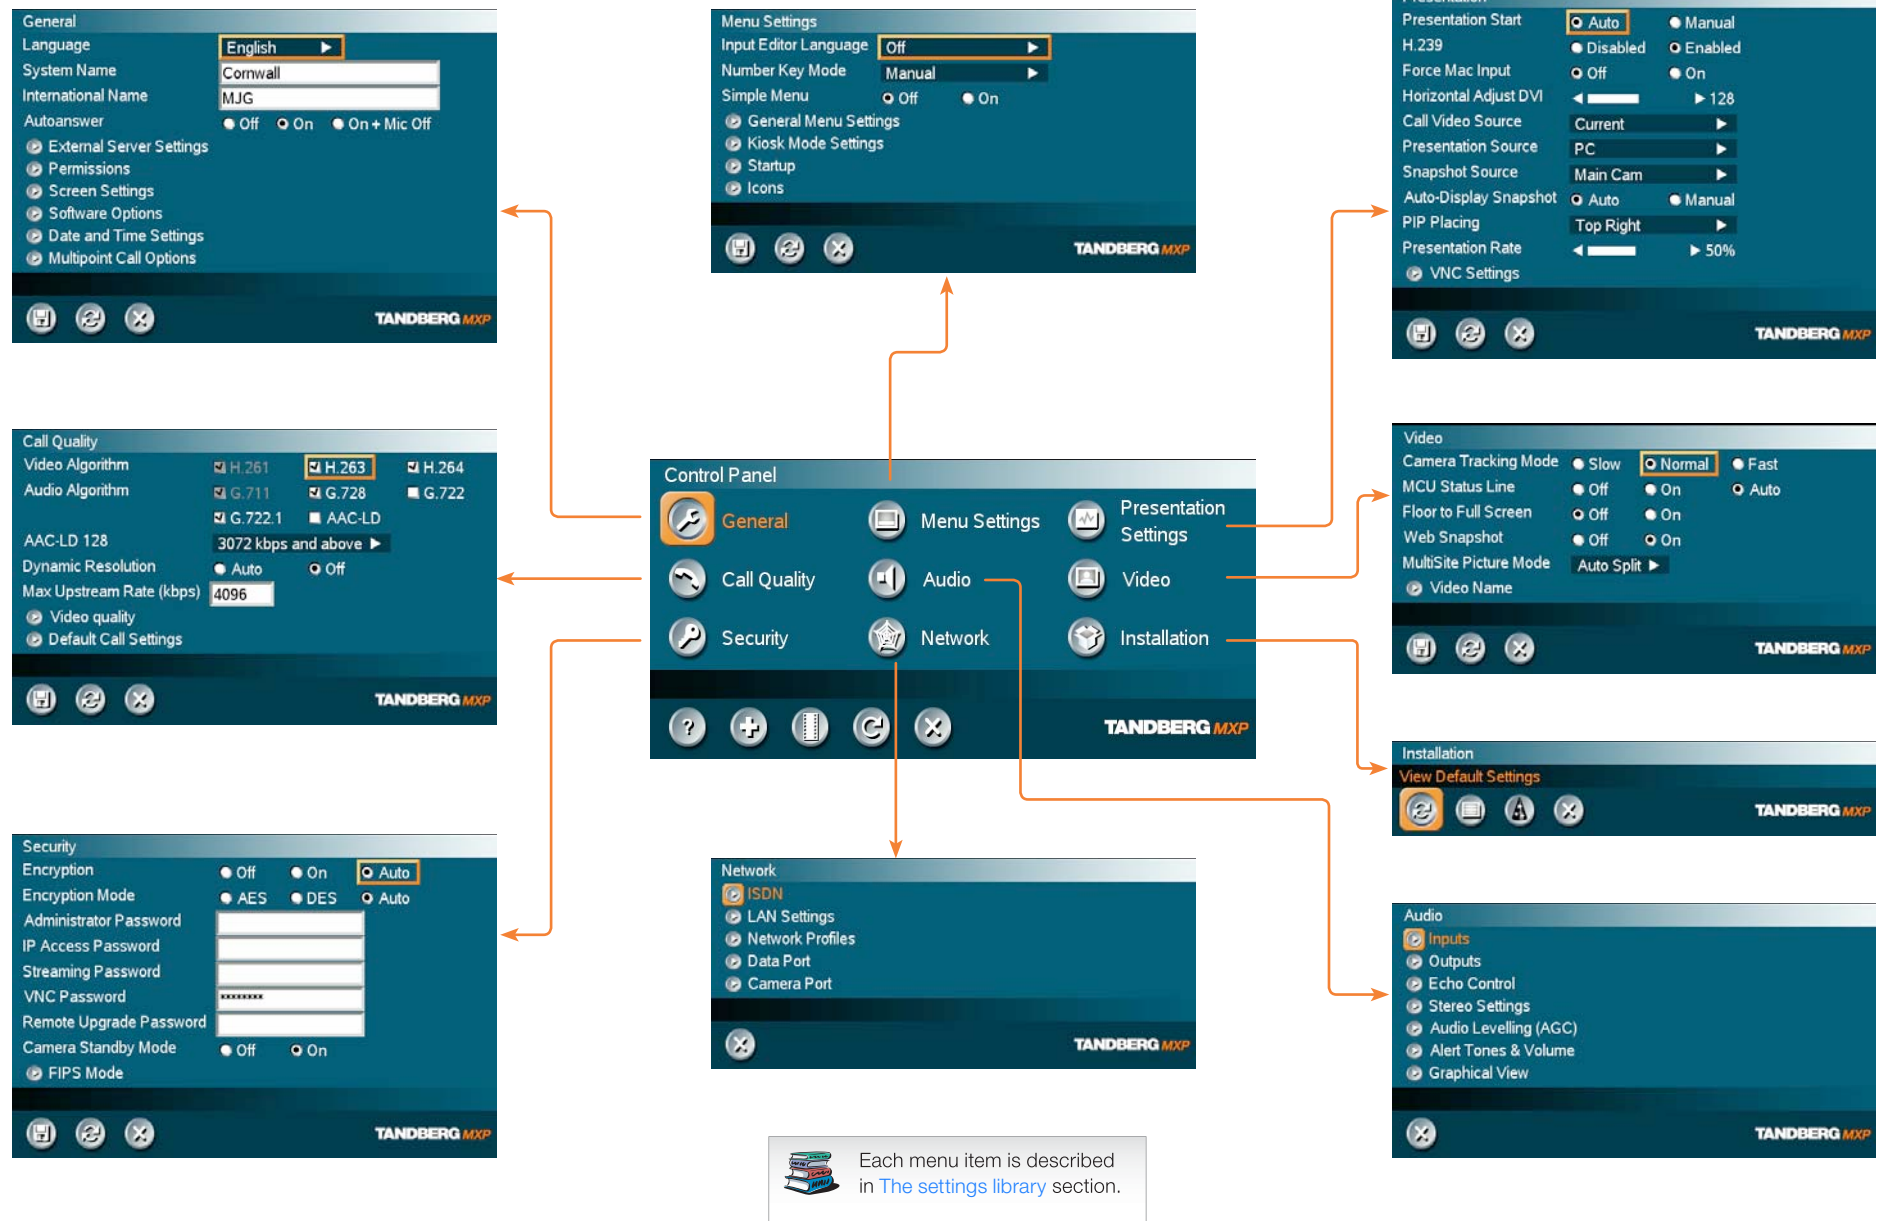 General
Language English
System Name Cornwall
International Name MJG
Autoanswer Off On On + Mic Off
External Server Settings
Permissions
Screen Settings
Software Options
Date and Time Settings
Multipoint Call Options
TANDBERG MXP
Menu Settings
Input Editor Language Off
Number Key Mode Manual
Simple Menu Off On
General Menu Settings
Kiosk Mode Settings
Startup
Icons
TANDBERG MXP
Presentation
Presentation Start Auto Manual
H.239 Disabled Enabled
Force Mac Input Off On
Horizontal Adjust DVI 128
Call Video Source Current
Presentation Source PC
Snapshot Source Main Cam
Auto-Display Snapshot Auto Manual
PIP Placing Top Right
Presentation Rate 50%
VNC Settings
TANDBERG MXP
Call Quality
Video Algorithm H.261 H.263 H.264
Audio Algorithm G.711 G.728 G.722
G.722.1 AAC-LD
AAC-LD 128 3072 kbps and above
Dynamic Resolution Auto Off
Max Upstream Rate (kbps) 4096
Video quality
Default Call Settings
TANDBERG MXP
Control Panel
General Menu Settings Presentation
Settings
Call Quality Audio Video
Security Network Installation
?
TANDBERG MXP
Video
Camera Tracking Mode Slow Normal Fast
MCU Status Line Off On Auto
Floor to Full Screen Off On
Web Snapshot Off On
MultiSite Picture Mode Auto Split
Video Name
TANDBERG MXP
Installation
View Default Settings
TANDBERG MXP
Security
Encryption Off On Auto
Encryption Mode AES DES Auto
Administrator Password
IP Access Password
Streaming Password
VNC Password ********
Remote Upgrade Password
Camera Standby Mode Off On
FIPS Mode
TANDBERG MXP
Network
ISDN
LAN Settings
Network Profiles
Data Port
Camera Port
TANDBERG MXP
Audio
Inputs
Outputs
Echo Control
Stereo Settings
Audio Levelling (AGC)
Alert Tones & Volume
Graphical View
TANDBERG MXP
Each menu item is described
in The settings library section.